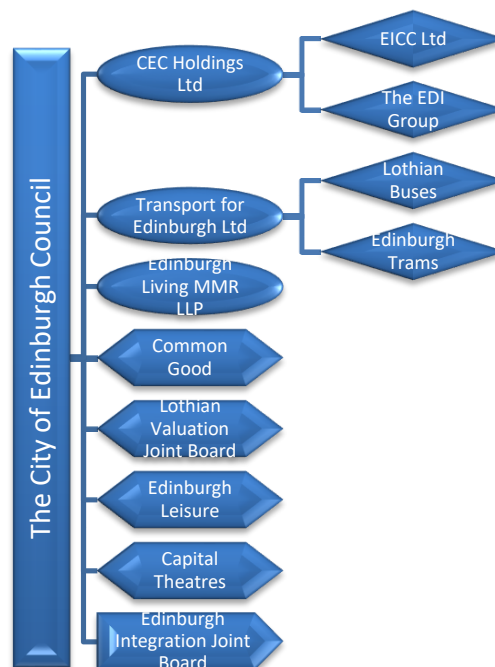 The City of Edinburgh Council
CEC Holdings
Ltd
EICC Ltd
The EDI
Group
Transport for
Edinburgh Ltd
Lothian
Buses
Edinburgh
Trams
Edinburgh
Living MMR
LLP
Common
Good
Lothian
Valuation
Joint Board
Edinburgh
Leisure
Capital
Theatres
Edinburgh
Integration Joint
Board